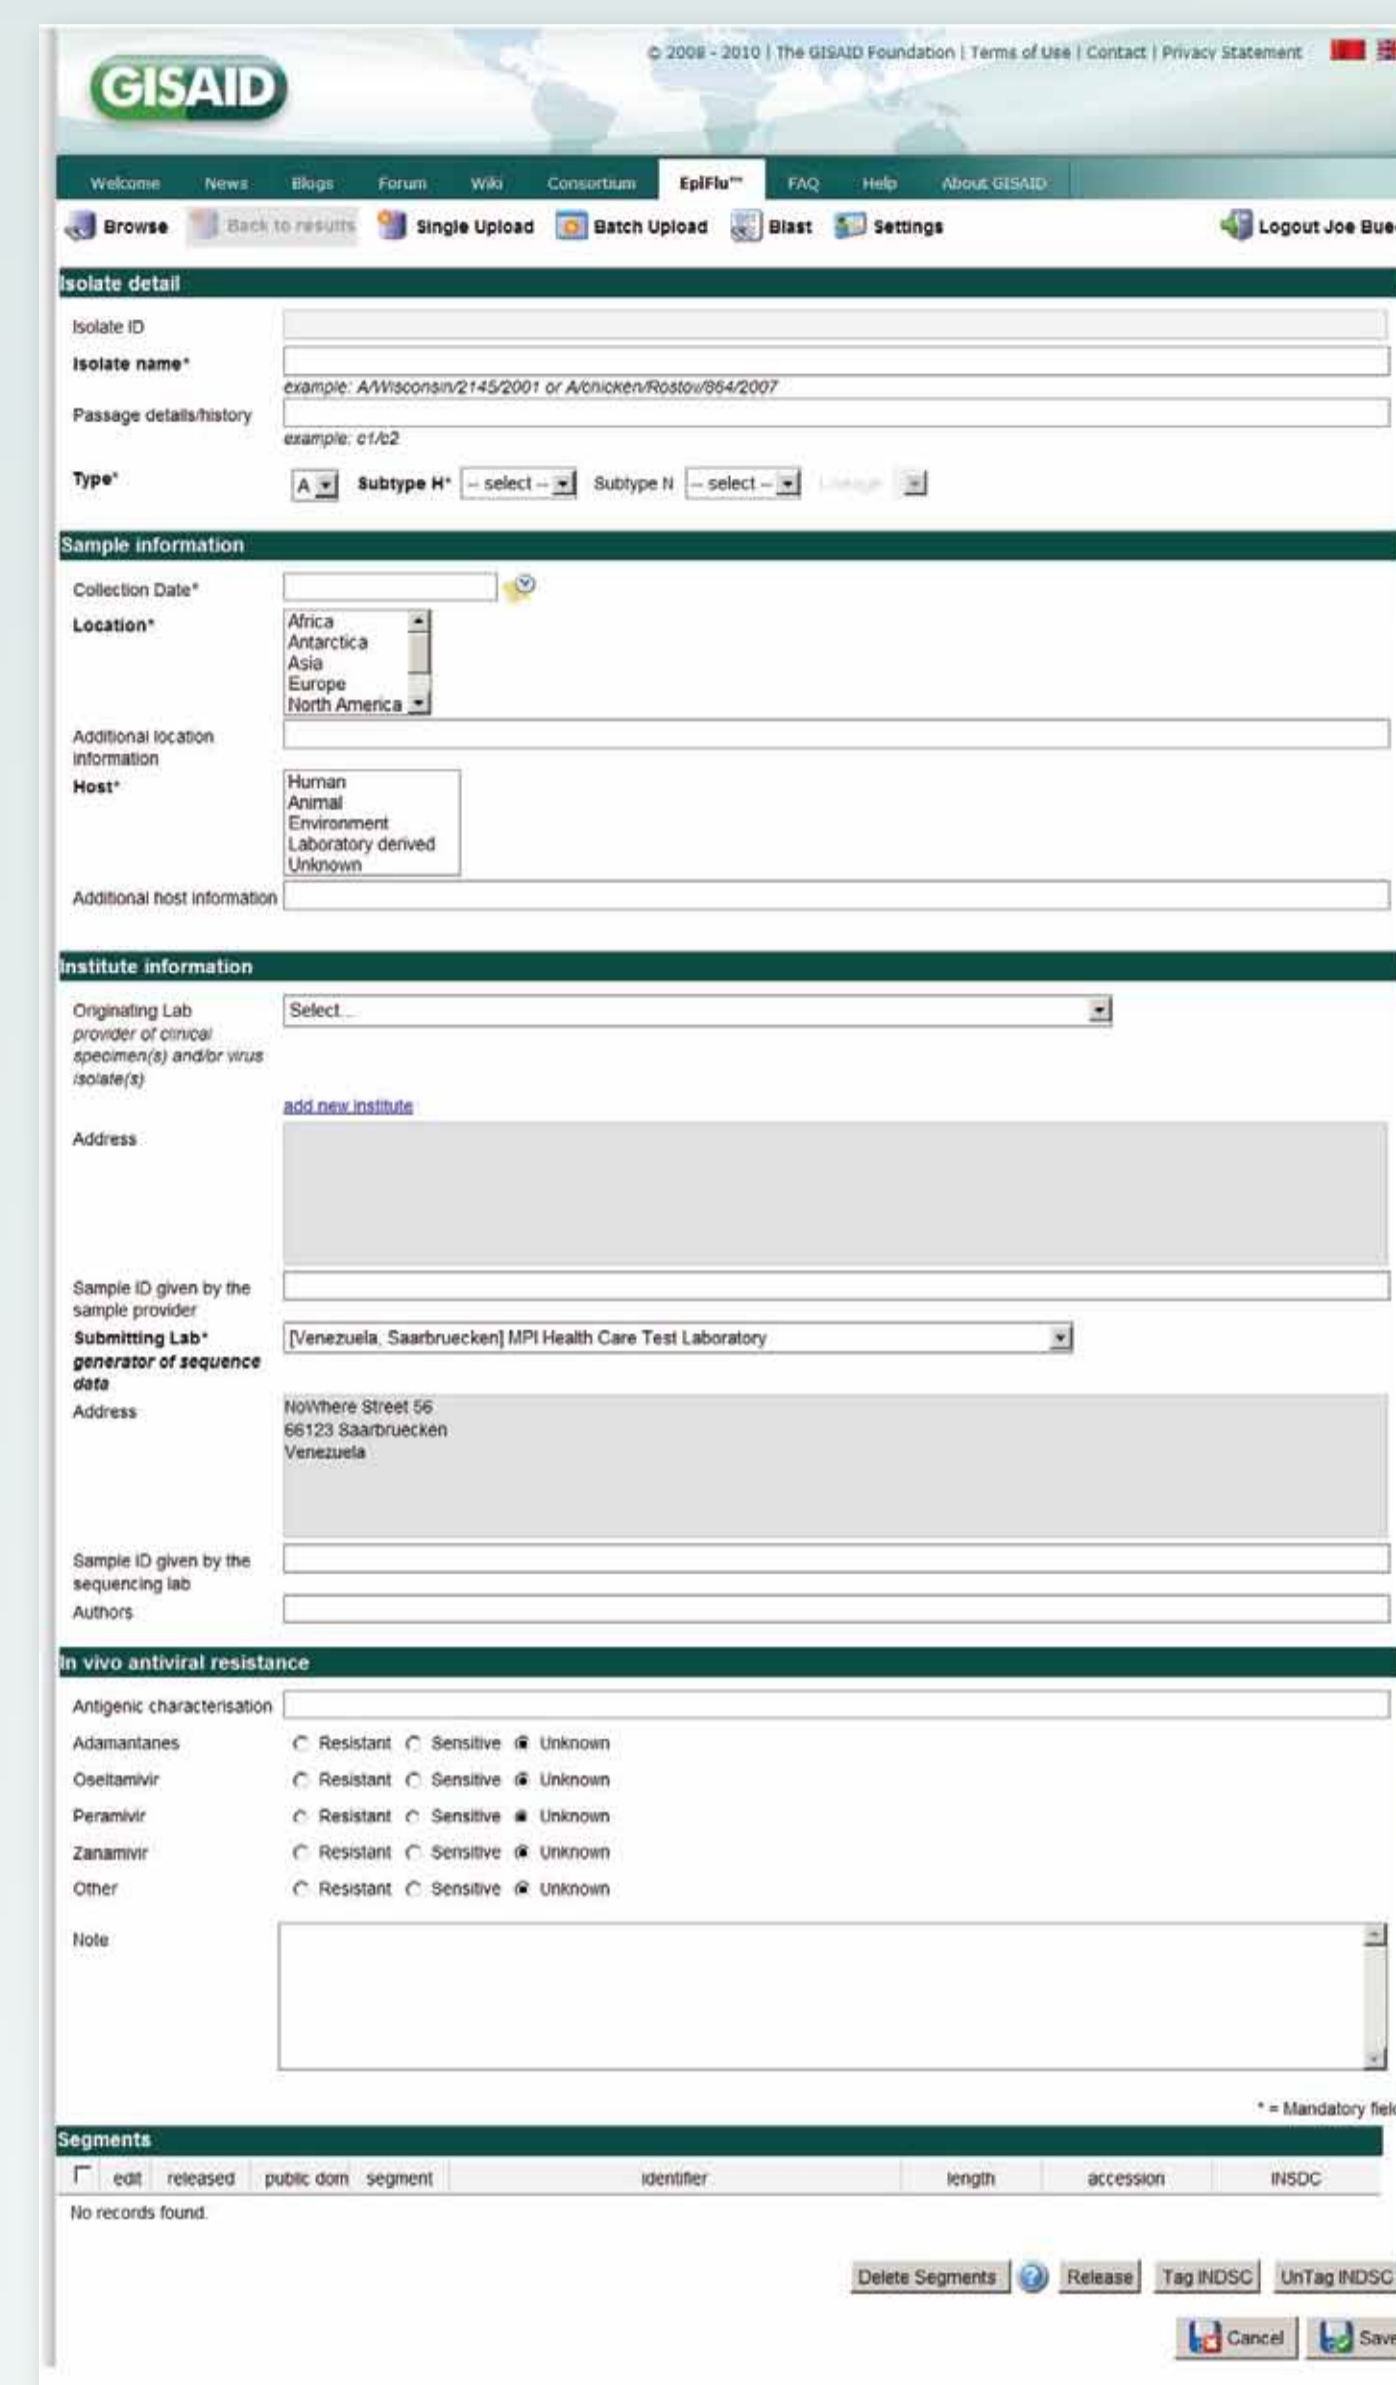 GISAID
© 2008 - 2010 | The GISAID Foundation | Terms of Use | Contact | Privacy Statement
Welcome News Blogs Forum Wiki Consortium EpiFlu™ FAQ Help About GISAID
Browse Back to results Single Upload Batch Upload Blast Settings Logout Joe Bue
Isolate detail
Isolate ID
Isolate name*
example: A/Wisconsin/2145/2001 or A/chicken/Rostov/864/2007
Passage details/history
example: c1/c2
Type* A Subtype H* -- select -- Subtype N -- select -- Lineage
Sample information
Collection Date*
Location*
Africa
Antarctica
Asia
Europe
North America
Additional location
information
Host*
Human
Animal
Environment
Laboratory derived
Unknown
Additional host information
Institute information
Originating Lab Select...
provider of clinical
specimen(s) and/or virus
isolate(s)
add new institute
Address
Sample ID given by the
sample provider
Submitting Lab* [Venezuela, Saarbruecken] MPI Health Care Test Laboratory
generator of sequence
data
Address
NoWhere Street 56
66123 Saarbruecken
Venezuela
Sample ID given by the
sequencing lab
Authors
In vivo antiviral resistance
Antigenic characterisation
Adamantanes Resistant Sensitive Unknown
Oseltamivir Resistant Sensitive Unknown
Peramivir Resistant Sensitive Unknown
Zanamivir Resistant Sensitive Unknown
Other Resistant Sensitive Unknown
Note
* = Mandatory fiel
Segments
edit released public dom segment identifier length accession INSDC
No records found.
Delete Segments Release Tag INDSC UnTag INDSC
Cancel Save